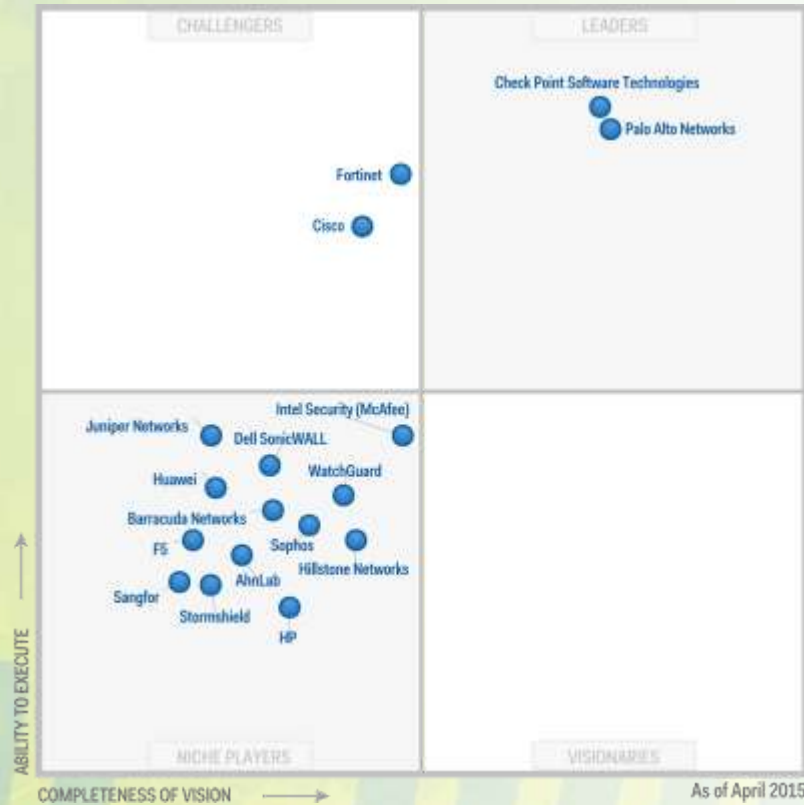 CHALLENGERS
LEADERS
Check Point Software Technologies
Palo Alto Networks
Fortinet
Cisco
Intel Security (McAfee)
Juniper Networks
Dell SonicWALL
WatchGuard
Huawei
Barracuda Networks
F5
Sophos
Hillstone Networks
AhnLab
Sangfor
Stormshield
HP
ABILITY TO EXECUTE
NICHE PLAYERS
VISIONARIES
COMPLETENESS OF VISION
As of April 2015